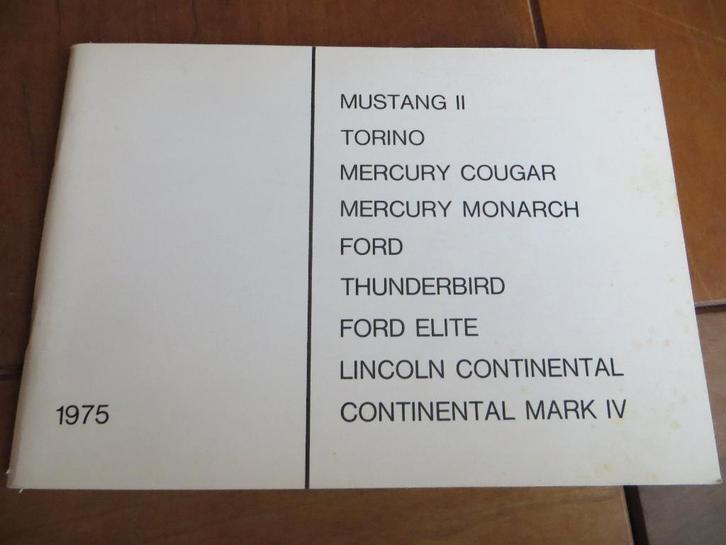 MUSTANG II
TORINO
MERCURY COUGAR
MERCURY MONARCH
FORD
THUNDERBIRD
FORD ELITE
LINCOLN CONTINENTAL
CONTINENTAL MARK IV
1975